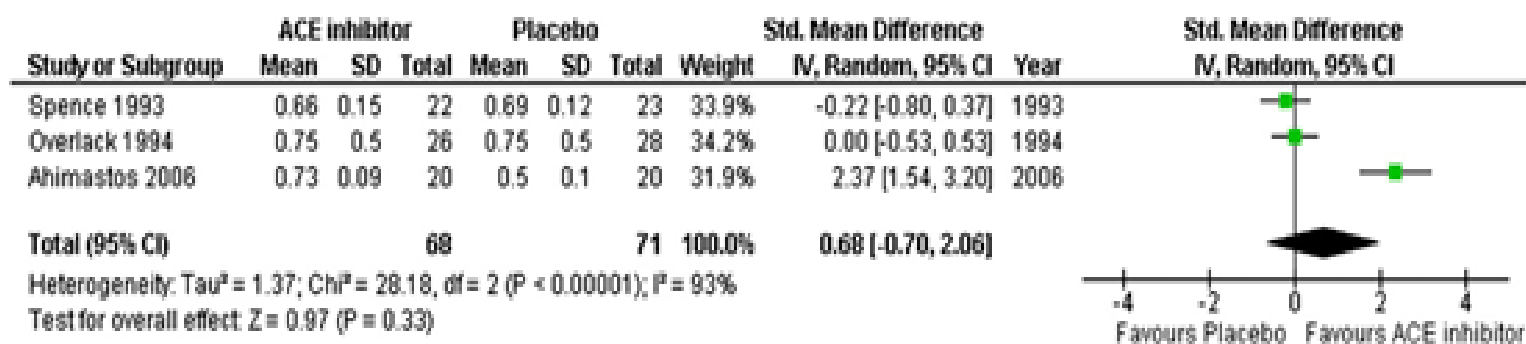 ACE inhibitor Placebo Std. Mean Difference Std. Mean Difference
Study or Subgroup Mean SD Total Mean SD Total Weight IV, Random, 95% CI Year IV, Random, 95% CI
Spence 1993 0.66 0.15 22 0.69 0.12 23 33.9% -0.22 [-0.80, 0.37] 1993
Overlack 1994 0.75 0.5 26 0.75 0.5 28 34.2% 0.00 [-0.53, 0.53] 1994
Ahimastos 2006 0.73 0.09 20 0.5 0.1 20 31.9% 2.37 [1.54, 3.20] 2006
Total (95% CI) 68 71 100.0% 0.68 [-0.70, 2.06]
Heterogeneity: Tau² = 1.37; Chi² = 28.18, df = 2 (P < 0.00001); I² = 93%
Test for overall effect: Z = 0.97 (P = 0.33)
-4 -2 0 2 4
Favours Placebo Favours ACE inhibitor